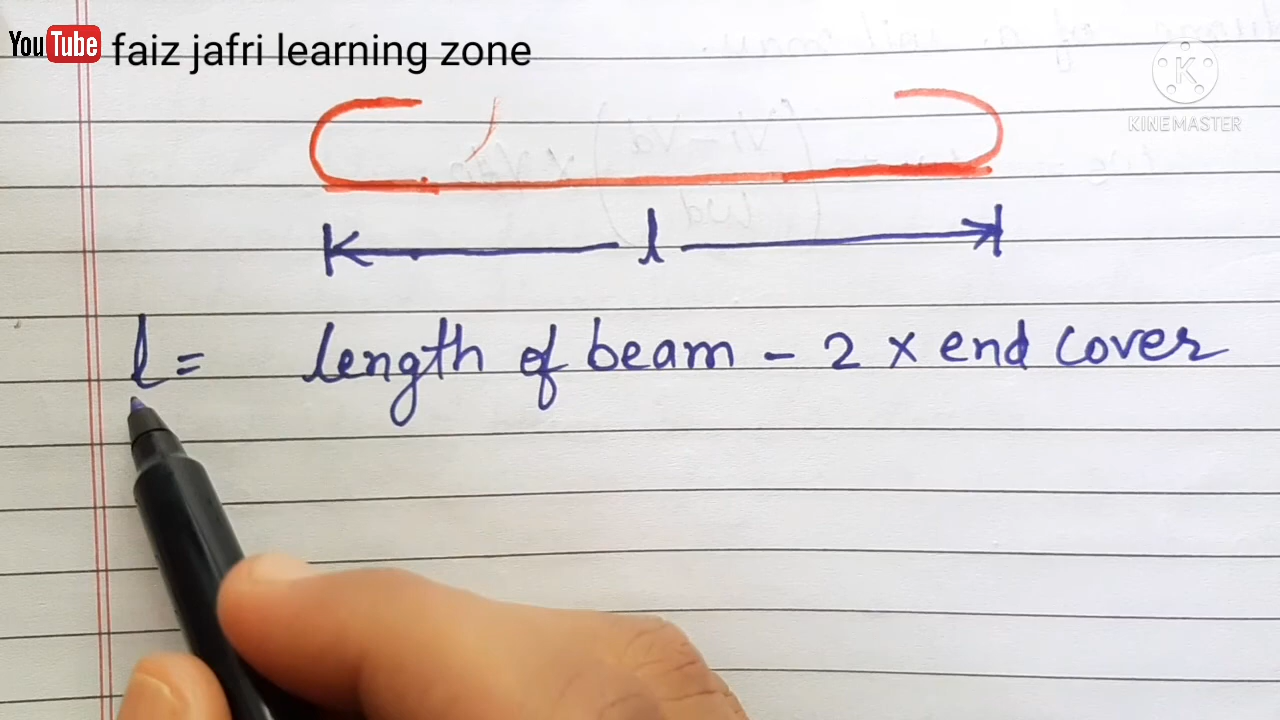 YouTube faiz jafri learning zone
K
KINEMASTER
l
l = length of beam - 2 x end cover